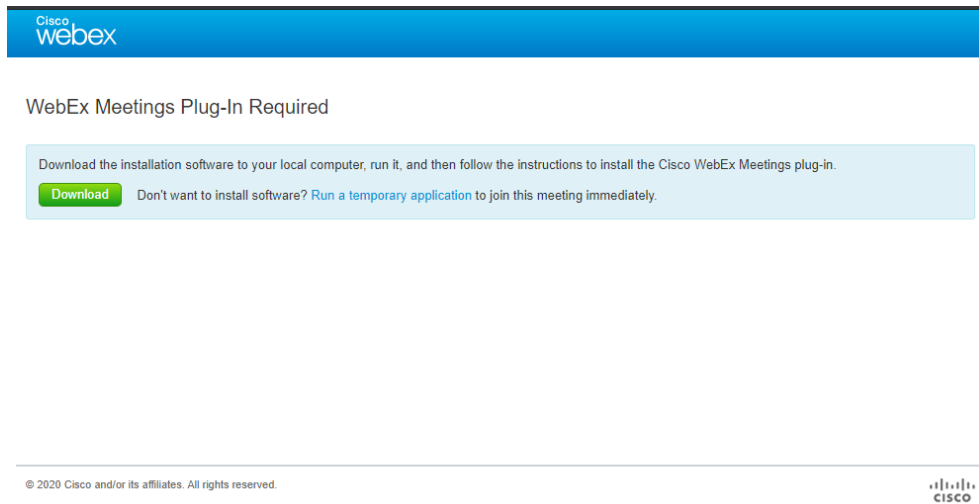 Cisco
webex
WebEx Meetings Plug-In Required
Download the installation software to your local computer, run it, and then follow the instructions to install the Cisco WebEx Meetings plug-in.
Download Don't want to install software? Run a temporary application to join this meeting immediately.
© 2020 Cisco and/or its affiliates. All rights reserved.
CISCO